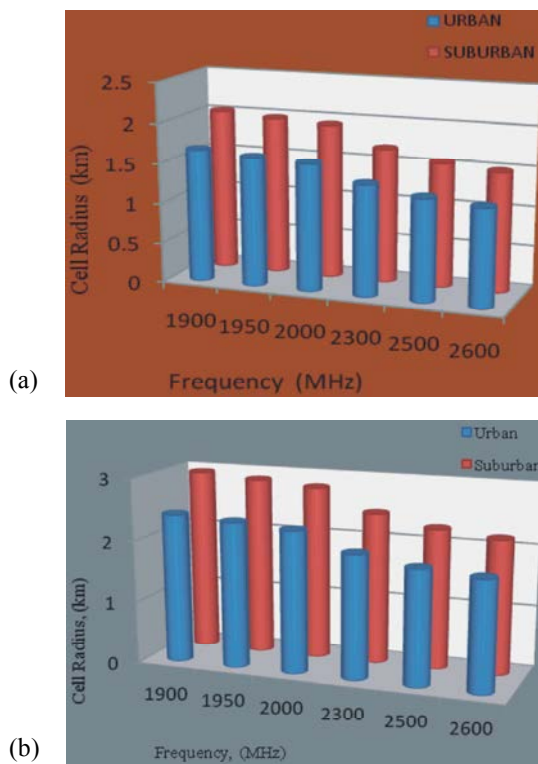 URBAN
SUBURBAN
2.5
2
1.5
1
0.5
0
Cell Radius (km)
1900 1950 2000 2300 2500 2600
Frequency (MHz)
(a)
Urban
Suburban
3
2
1
0
Cell Radius, (km)
1900 1950 2000 2300 2500 2600
Frequency, (MHz)
(b)